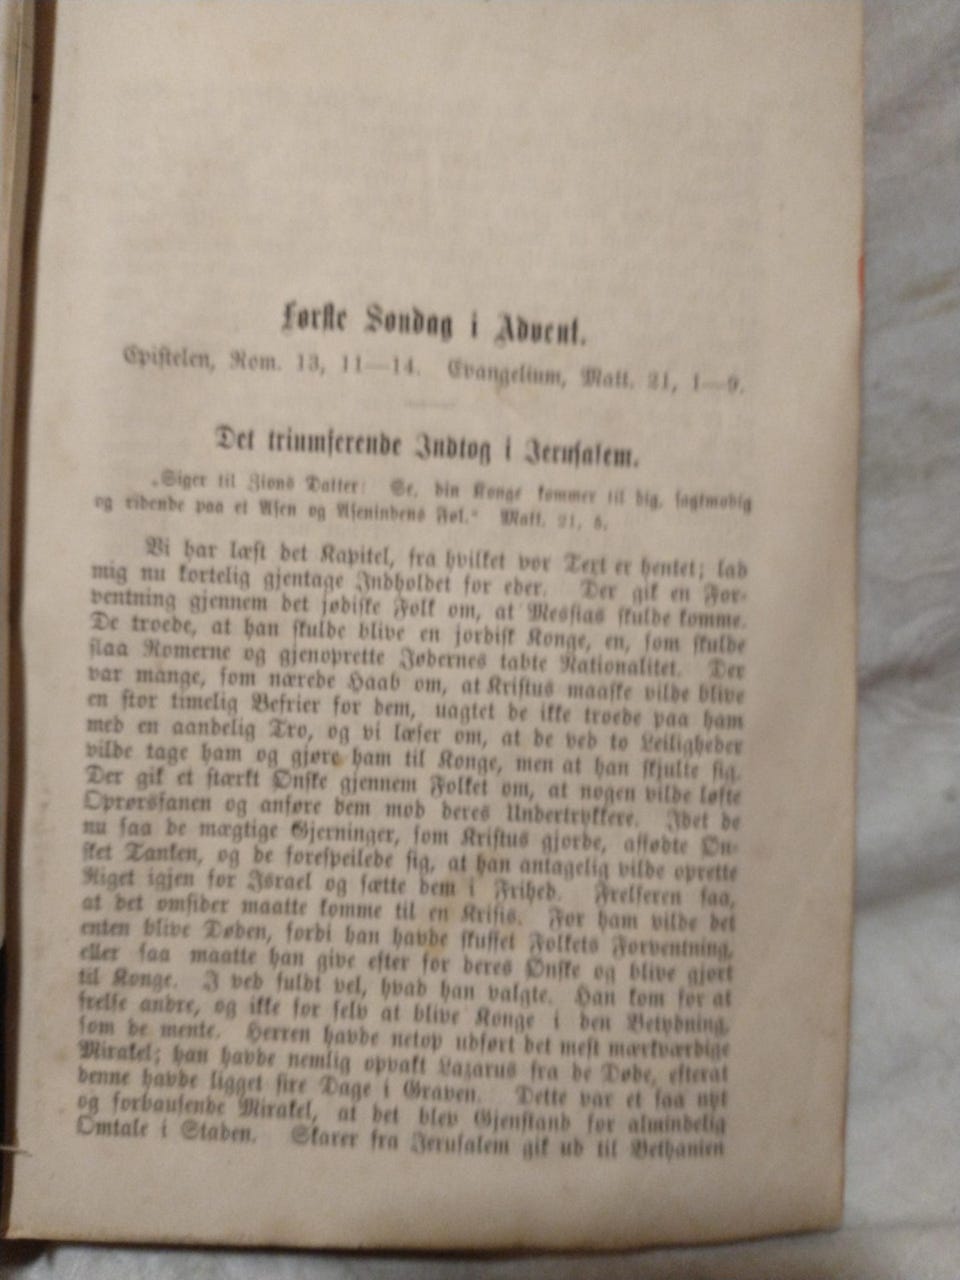 Første Søndag i Advent.
Epistelen, Rom. 13, 11—14. Evangelium, Matt. 21, 1—9.
Det triumferende Indtog i Jerusalem.
„Siger til Zions Datter: Se, din Konge kommer til dig, sagtmodig
og ridende paa et Asen og Aseninbens Føl.“ Matt. 21, 5.
Vi har læst det Kapitel, fra hvilket vor Text er hentet; lad
mig nu kortelig gjentage Indholdet for eder. Der gik en For-
ventning gjennem det jødiske Folk om, at Messias skulde komme.
De troede, at han skulde blive en jordisk Konge, en, som skulde
slaa Romerne og gjenoprette Jødernes tabte Nationalitet. Der
var mange, som nærede Haab om, at Kristus maaske vilde blive
en stor timelig Befrier for dem, uagtet de ikke troede paa ham
med en aandelig Tro, og vi læser om, at de ved to Leiligheder
vilde tage ham og gjøre ham til Konge, men at han skjulte sig.
Der gik et stærkt Ønske gjennem Folket om, at nogen vilde løfte
Oprørsfanen og anføre dem mod deres Undertrykkere. Idet de
nu saa de mægtige Gjerninger, som Kristus gjorde, affødte Øn-
sket Tanken, og de forespeilede sig, at han antagelig vilde oprette
Riget igjen for Israel og sætte dem i Frihed. Frelseren saa,
at det omsider maatte komme til en Krisis. For ham vilde det
enten blive Døden, fordi han havde skuffet Folkets Forventning,
eller saa maatte han give efter for deres Ønske og blive gjort
til Konge. I ved fuldt vel, hvad han valgte. Han kom for at
frelse andre, og ikke for selv at blive Konge i den Betydning,
som de mente. Herren havde netop udført det mest mærkværdige
Mirakel; han havde nemlig opvakt Lazarus fra de Døde, efterat
denne havde ligget fire Dage i Graven. Dette var et saa nyt
og forbausende Mirakel, at det blev Gjenstand for almindelig
Omtale i Staden. Skarer fra Jerusalem gik ud til Bethanien